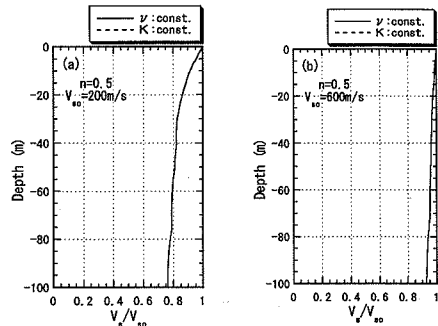 ν:const.
K:const.
(a)
n=0.5
Vso=200m/s
0
-20
-40
-60
-80
-100
Depth (m)
0 0.2 0.4 0.6 0.8 1
Vs/Vso
ν:const.
K:const.
(b)
n=0.5
Vso=600m/s
0
-20
-40
-60
-80
-100
Depth (m)
0 0.2 0.4 0.6 0.8 1
Vs/Vso